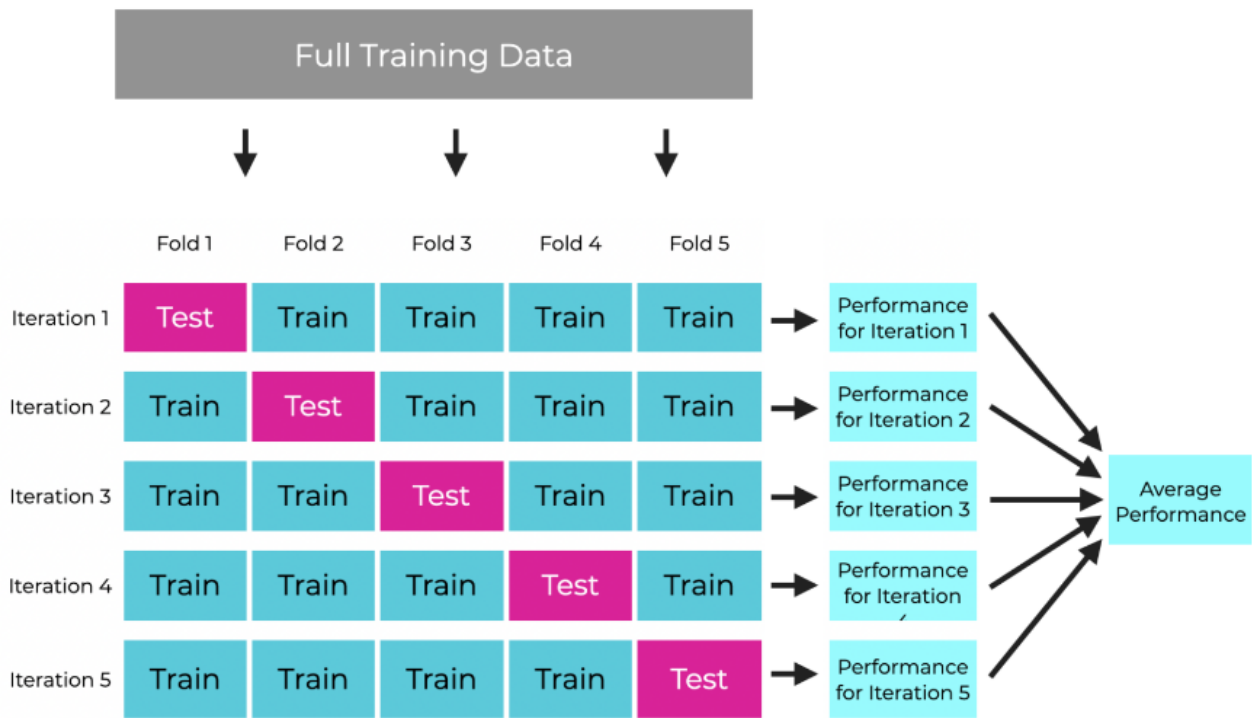 Full Training Data
Fold 1 Fold 2 Fold 3 Fold 4 Fold 5
Iteration 1 Test Train Train Train Train Performance for Iteration 1
Iteration 2 Train Test Train Train Train Performance for Iteration 2
Iteration 3 Train Train Test Train Train Performance for Iteration 3
Average Performance
Iteration 4 Train Train Train Test Train Performance for Iteration
Iteration 5 Train Train Train Train Test Performance for Iteration 5